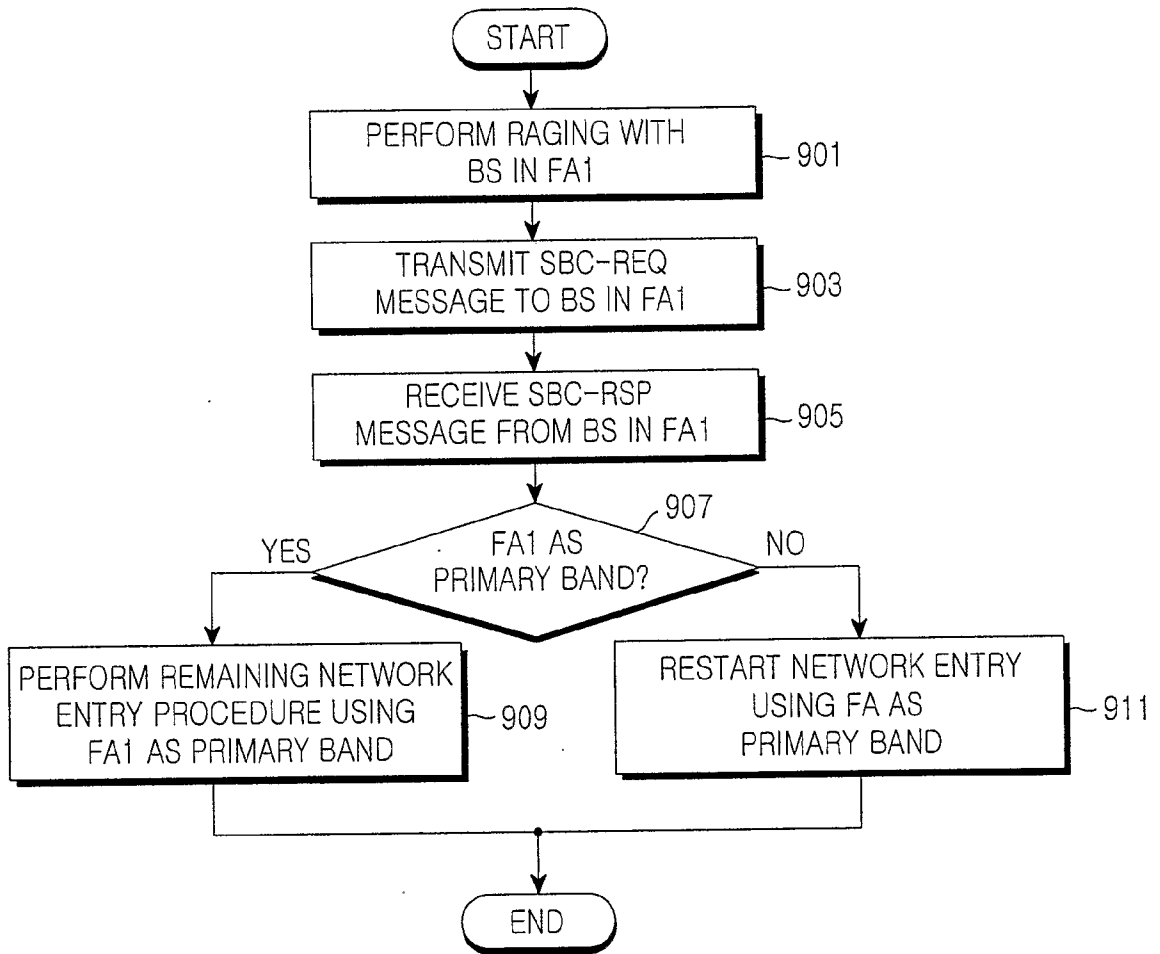 START
PERFORM RAGING WITH
BS IN FA1
901
TRANSMIT SBC-REQ
MESSAGE TO BS IN FA1
903
RECEIVE SBC-RSP
MESSAGE FROM BS IN FA1
905
907
FA1 AS
PRIMARY BAND?
YES
NO
PERFORM REMAINING NETWORK
ENTRY PROCEDURE USING
FA1 AS PRIMARY BAND
909
RESTART NETWORK ENTRY
USING FA AS
PRIMARY BAND
911
END